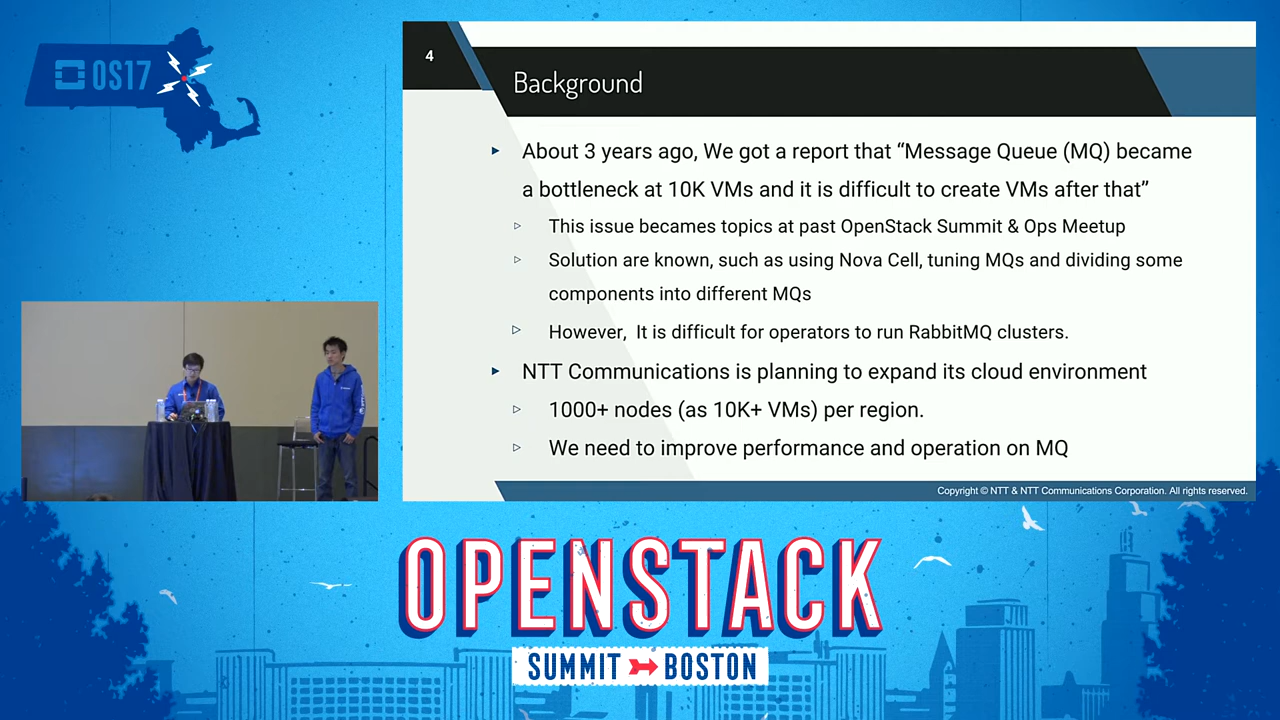 OS17
4
Background
About 3 years ago, We got a report that “Message Queue (MQ) became
a bottleneck at 10K VMs and it is difficult to create VMs after that”
This issue becames topics at past OpenStack Summit & Ops Meetup
Solution are known, such as using Nova Cell, tuning MQs and dividing some
components into different MQs
However, It is difficult for operators to run RabbitMQ clusters.
NTT Communications is planning to expand its cloud environment
1000+ nodes (as 10K+ VMs) per region.
We need to improve performance and operation on MQ
Copyright © NTT & NTT Communications Corporation. All rights reserved.
OPENSTACK
SUMMIT BOSTON